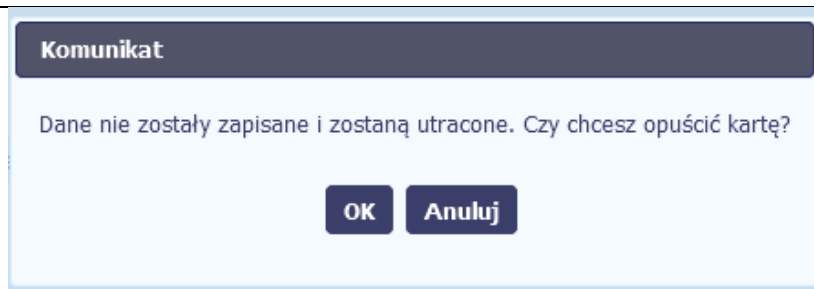 Komunikat
Dane nie zostały zapisane i zostaną utracone. Czy chcesz opuścić kartę?
OK Anuluj